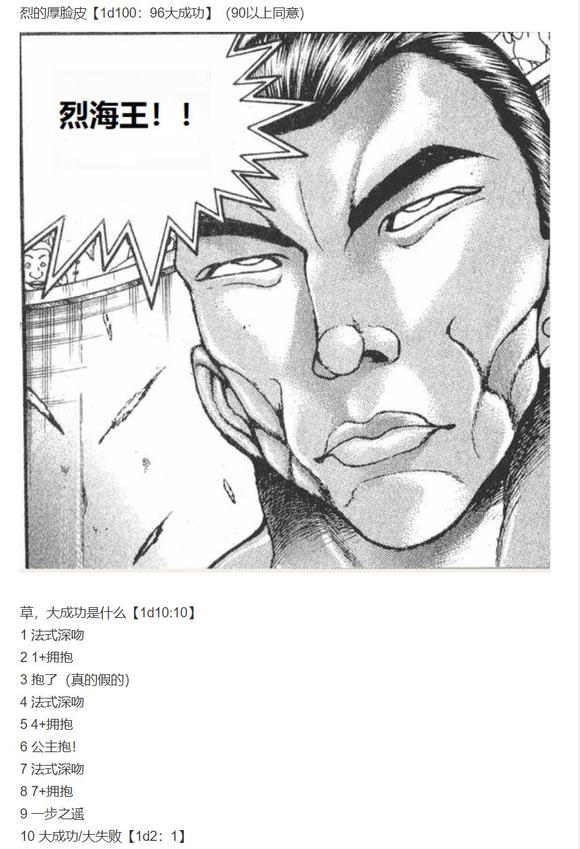 烈的厚脸皮【1d100：96大成功】（90以上同意）
烈海王！！
草，大成功是什么【1d10:10】
1 法式深吻
2 1+拥抱
3 抱了（真的假的）
4 法式深吻
5 4+拥抱
6 公主抱！
7 法式深吻
8 7+拥抱
9 一步之遥
10 大成功/大失败【1d2：1】